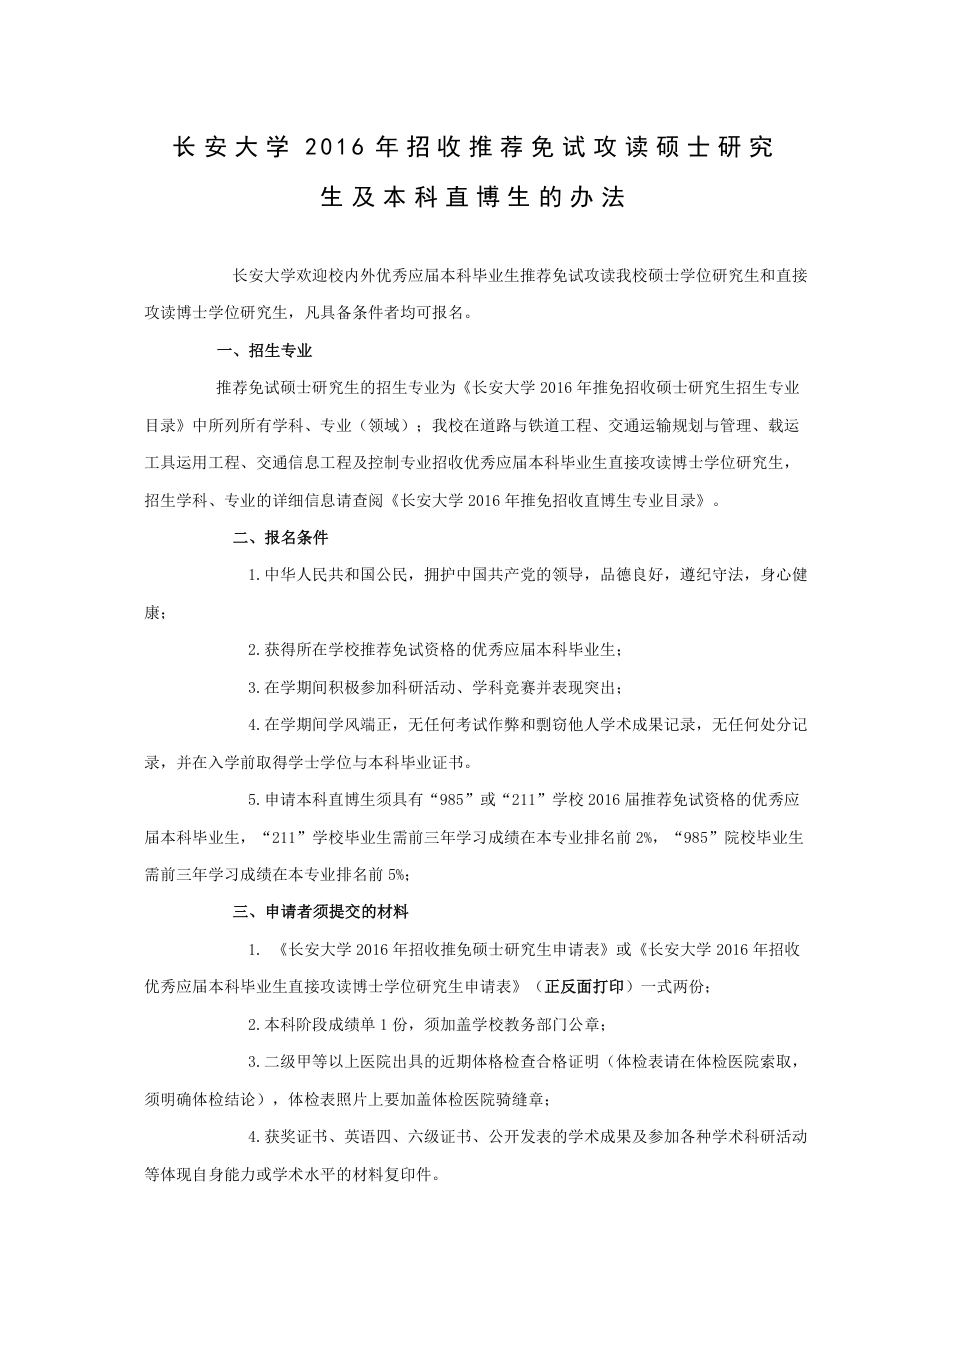 长安大学 2016 年招收推荐免试攻读硕士研究
生及本科直博生的办法
长安大学欢迎校内外优秀应届本科毕业生推荐免试攻读我校硕士学位研究生和直接
攻读博士学位研究生，凡具备条件者均可报名。
一、招生专业
推荐免试硕士研究生的招生专业为《长安大学 2016 年推免招收硕士研究生招生专业
目录》中所列所有学科、专业（领域）；我校在道路与铁道工程、交通运输规划与管理、载运
工具运用工程、交通信息工程及控制专业招收优秀应届本科毕业生直接攻读博士学位研究生，
招生学科、专业的详细信息请查阅《长安大学 2016 年推免招收直博生专业目录》。
二、报名条件
1.中华人民共和国公民，拥护中国共产党的领导，品德良好，遵纪守法，身心健
康；
2.获得所在学校推荐免试资格的优秀应届本科毕业生；
3.在学期间积极参加科研活动、学科竞赛并表现突出；
4.在学期间学风端正，无任何考试作弊和剽窃他人学术成果记录，无任何处分记
录，并在入学前取得学士学位与本科毕业证书。
5.申请本科直博生须具有“985”或“211”学校 2016 届推荐免试资格的优秀应
届本科毕业生，“211”学校毕业生需前三年学习成绩在本专业排名前 2%，“985”院校毕业生
需前三年学习成绩在本专业排名前 5%；
三、申请者须提交的材料
1. 《长安大学 2016 年招收推免硕士研究生申请表》或《长安大学 2016 年招收
优秀应届本科毕业生直接攻读博士学位研究生申请表》（正反面打印）一式两份；
2.本科阶段成绩单 1 份，须加盖学校教务部门公章；
3.二级甲等以上医院出具的近期体格检查合格证明（体检表请在体检医院索取，
须明确体检结论），体检表照片上要加盖体检医院骑缝章；
4.获奖证书、英语四、六级证书、公开发表的学术成果及参加各种学术科研活动
等体现自身能力或学术水平的材料复印件。